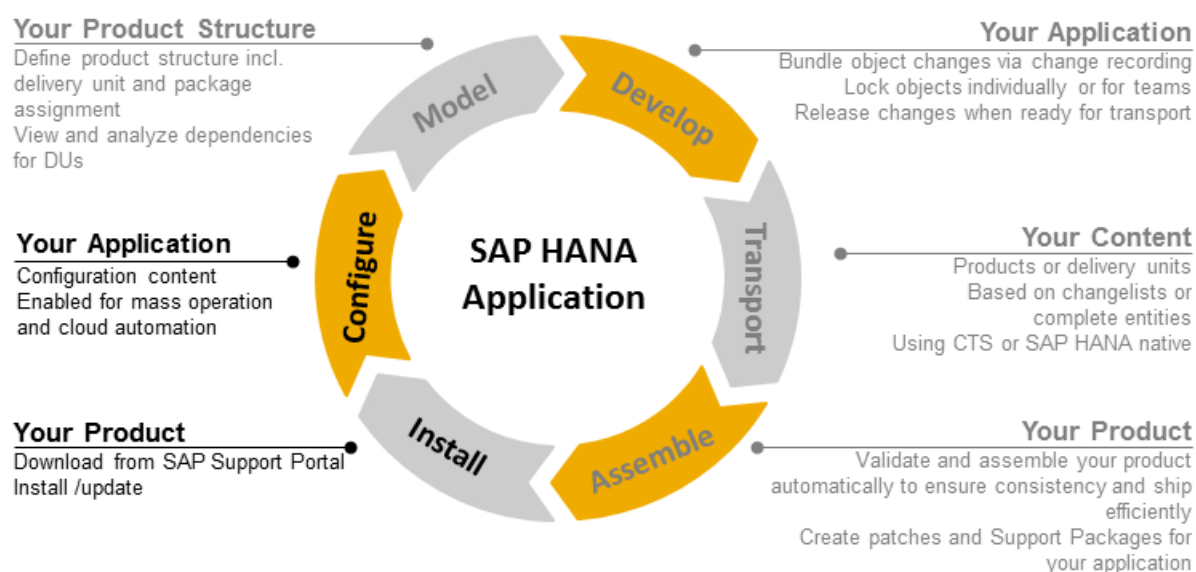 Your Product Structure
Define product structure incl.
delivery unit and package
assignment
View and analyze dependencies
for DUs
Your Application
Configuration content
Enabled for mass operation
and cloud automation
Your Product
Download from SAP Support Portal
Install /update
Model
Develop
Transport
Assemble
Install
Configure
SAP HANA
Application
Your Application
Bundle object changes via change recording
Lock objects individually or for teams
Release changes when ready for transport
Your Content
Products or delivery units
Based on changelists or
complete entities
Using CTS or SAP HANA native
Your Product
Validate and assemble your product
automatically to ensure consistency and ship
efficiently
Create patches and Support Packages for
your application